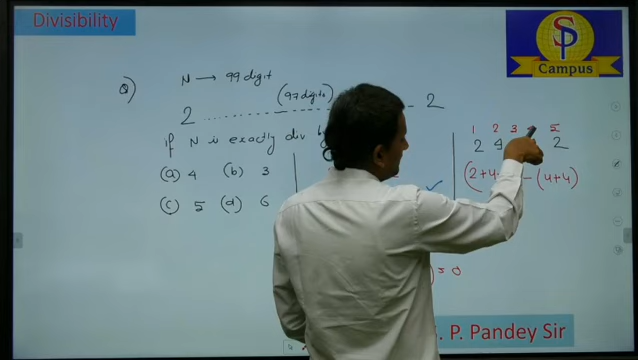 Divisibility
SP
Campus
Q) N → 99 digit
2 ............ (97 digits) - 2
If N is exactly div b
(a) 4 (b) 3
(c) 5 (d) 6
1 2 3 5
2 4 2
(2+4 - (4+4)
) = 0
. P. Pandey Sir